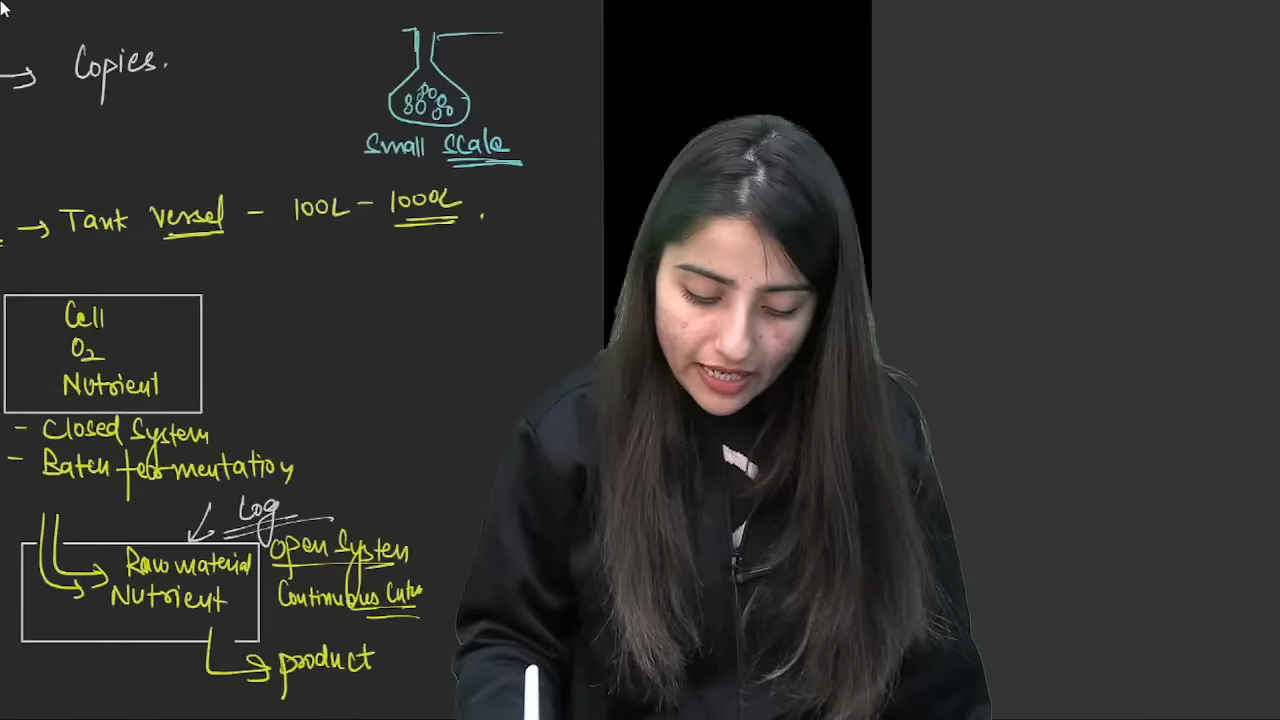 → Copies.
Small scale
→ Tank vessel - 100L - 1000L.
Cell
O2
Nutrient
- Closed System
- Batch fermentation
Log
Raw material
Nutrient
Open System
Continuous
product